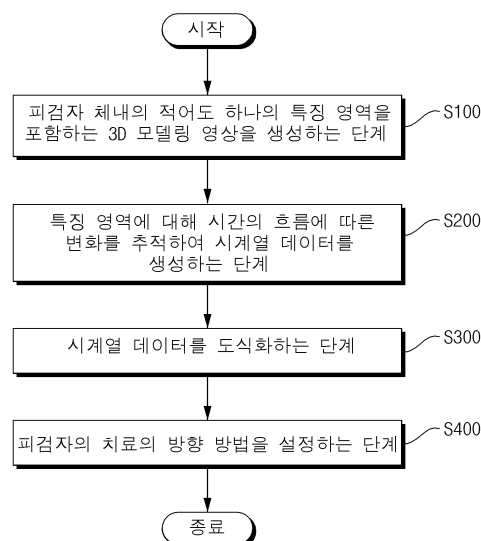 시작
피검자 체내의 적어도 하나의 특징 영역을
포함하는 3D 모델링 영상을 생성하는 단계
S100
특징 영역에 대해 시간의 흐름에 따른
변화를 추적하여 시계열 데이터를
생성하는 단계
S200
시계열 데이터를 도식화하는 단계
S300
피검자의 치료의 방향 방법을 설정하는 단계
S400
종료